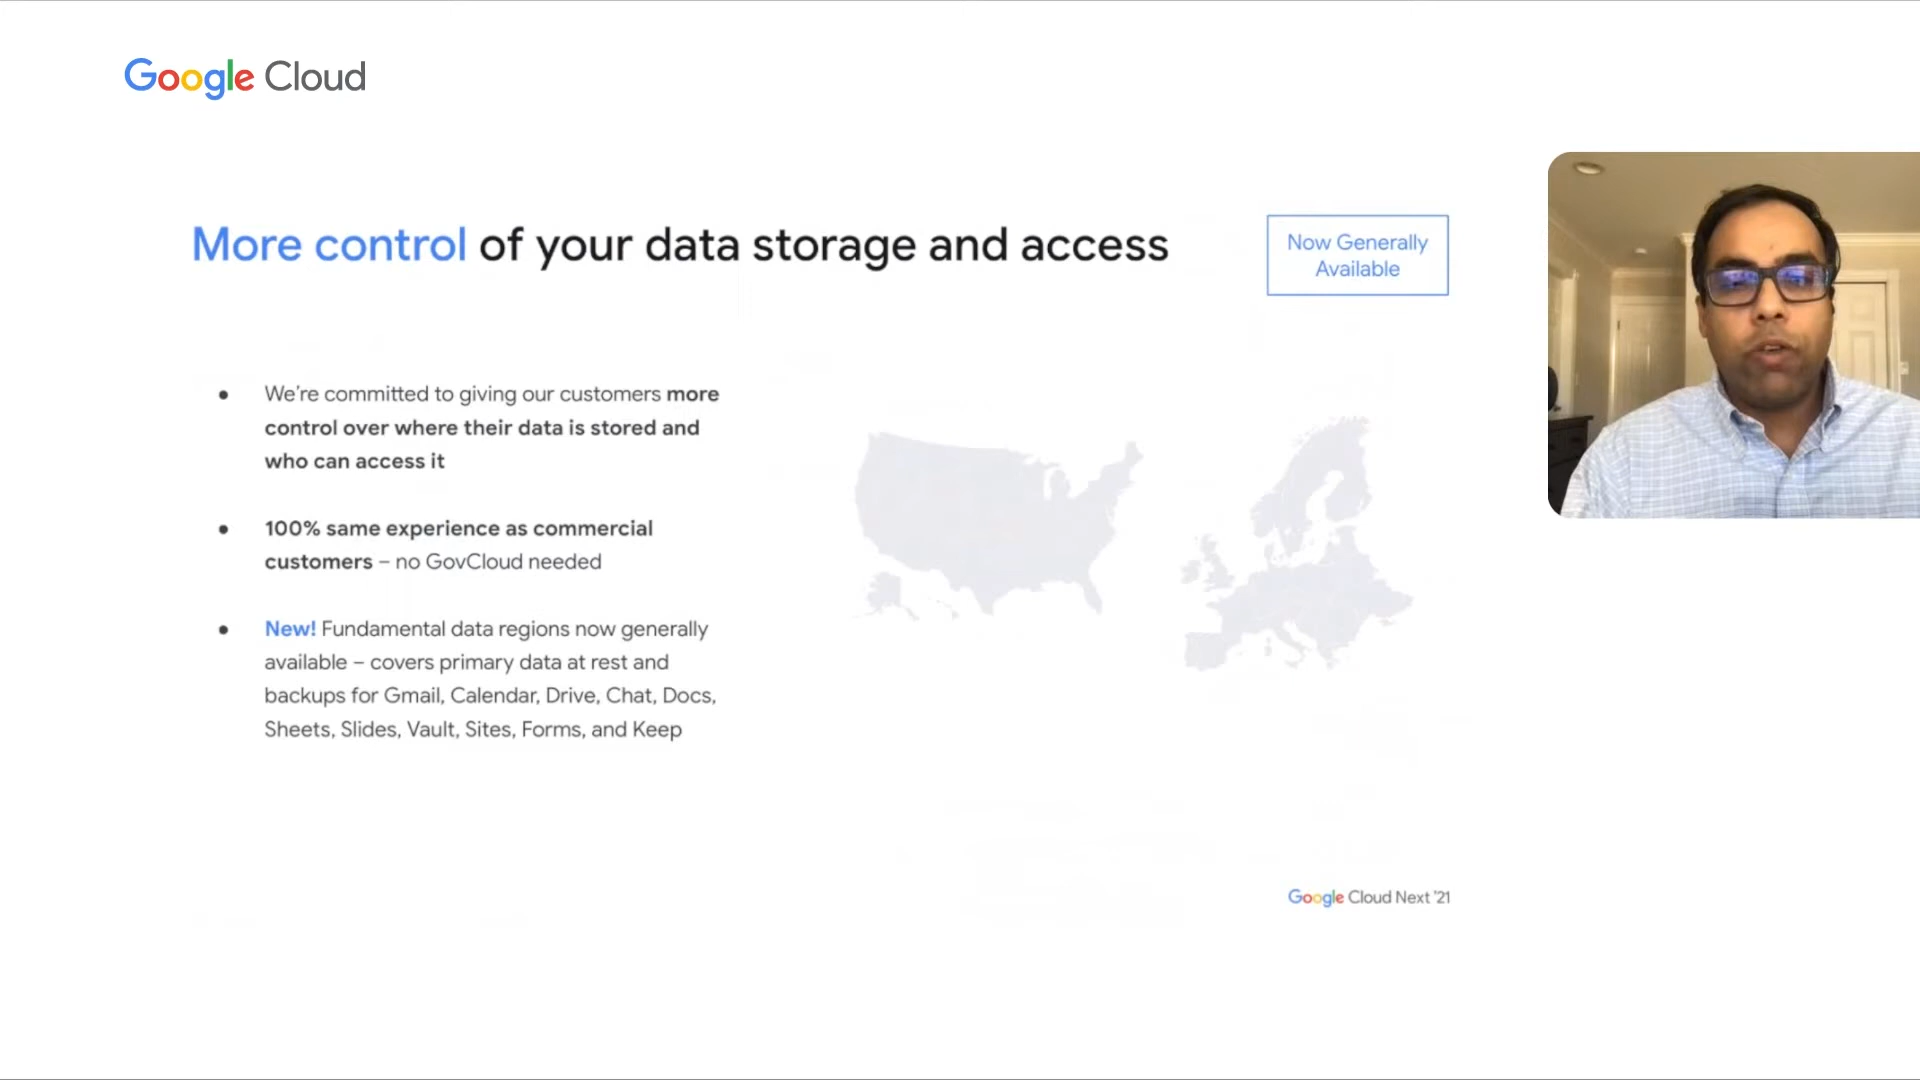 Google Cloud
More control of your data storage and access
Now Generally
Available
● We're committed to giving our customers more
control over where their data is stored and
who can access it
● 100% same experience as commercial
customers – no GovCloud needed
● New! Fundamental data regions now generally
available – covers primary data at rest and
backups for Gmail, Calendar, Drive, Chat, Docs,
Sheets, Slides, Vault, Sites, Forms, and Keep
Google Cloud Next '21